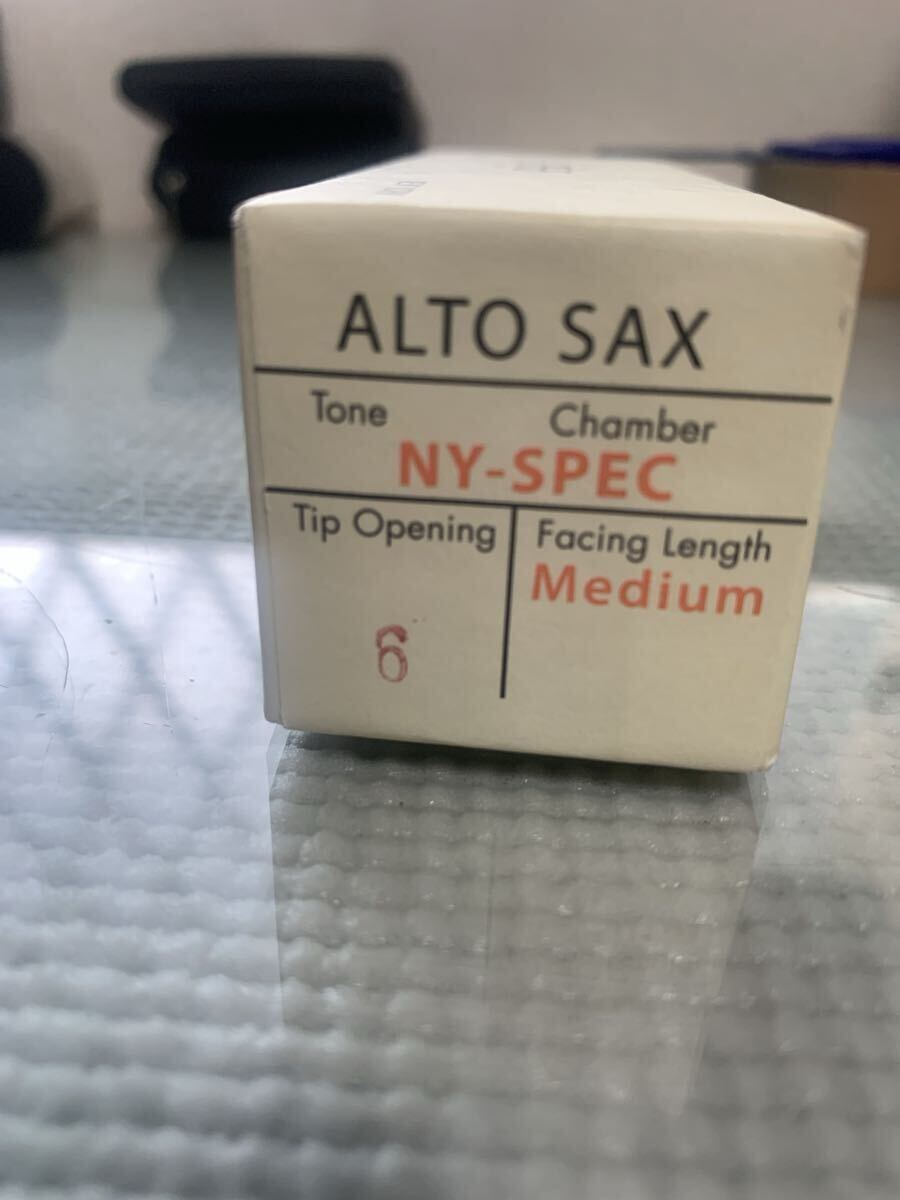 ALTO SAX
Tone Chamber
NY-SPEC
Tip Opening Facing Length
Medium
6